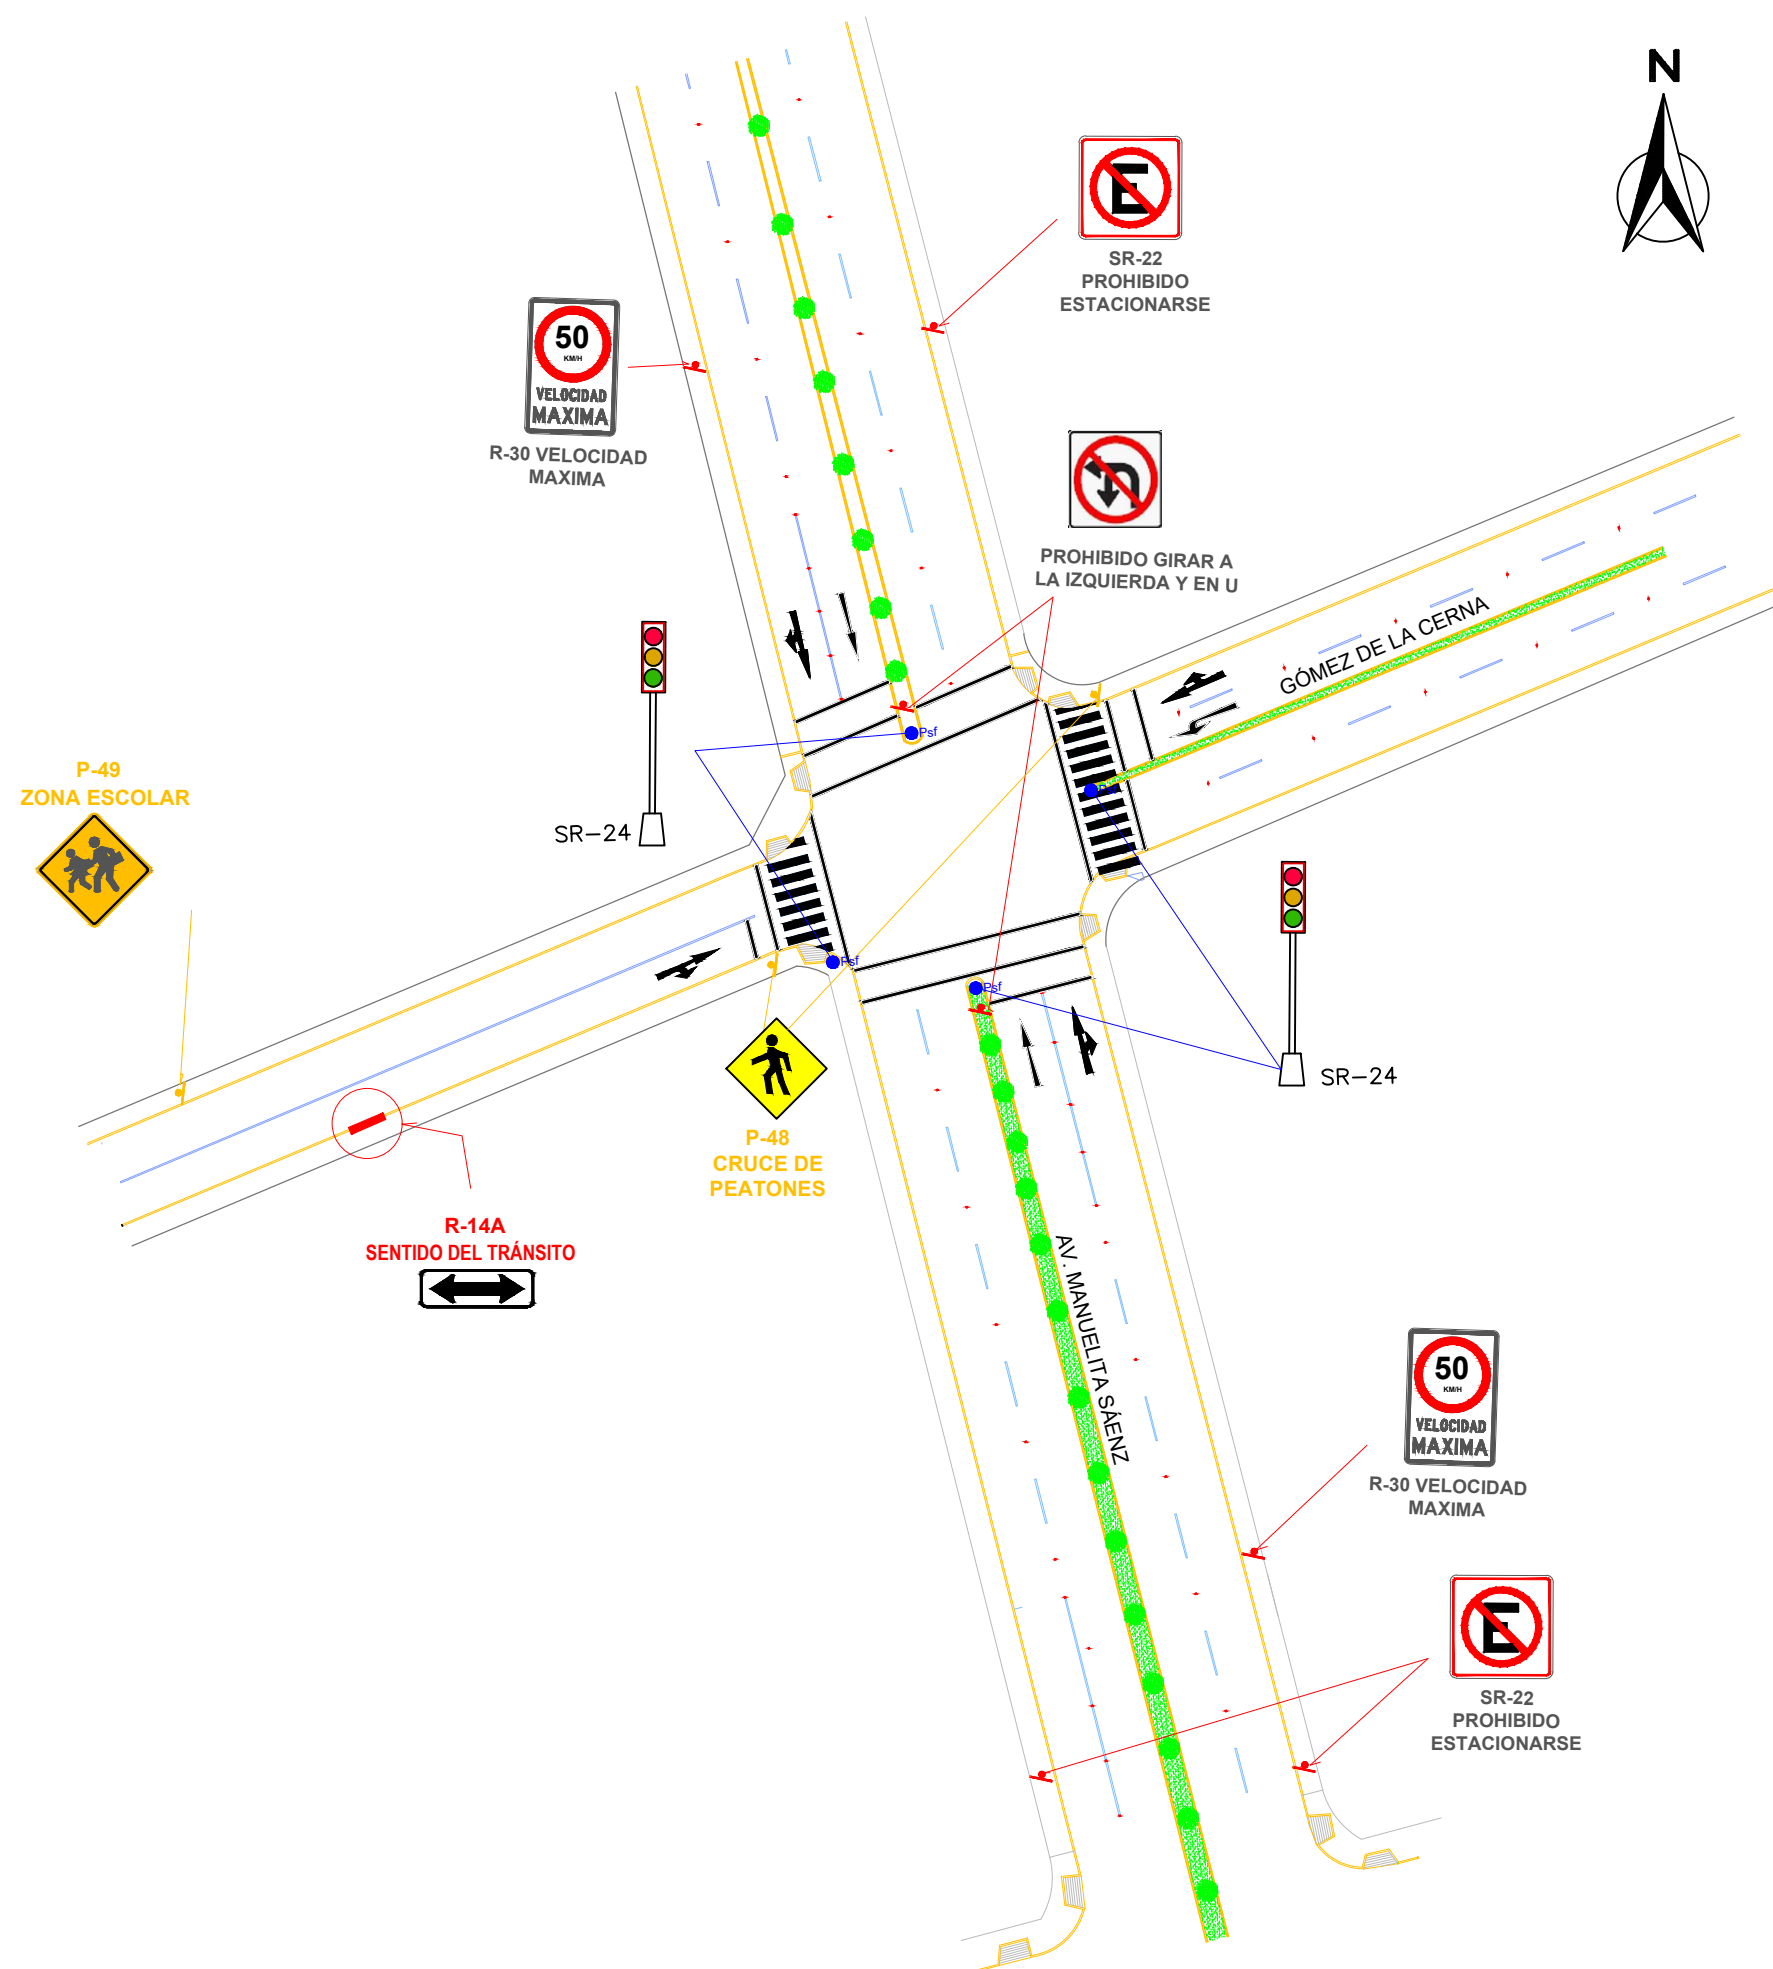 N
E
SR-22
PROHIBIDO
ESTACIONARSE
50
KM/H
VELOCIDAD
MAXIMA
R-30 VELOCIDAD
MAXIMA
PROHIBIDO GIRAR A
LA IZQUIERDA Y EN U
GÓMEZ DE LA CERNA
Psf
Psf
P-49
ZONA ESCOLAR
SR-24
Psf
Psf
SR-24
P-48
CRUCE DE
PEATONES
R-14A
SENTIDO DEL TRÁNSITO
AV. MANUELITA SÁENZ
50
KM/H
VELOCIDAD
MAXIMA
R-30 VELOCIDAD
MAXIMA
E
SR-22
PROHIBIDO
ESTACIONARSE